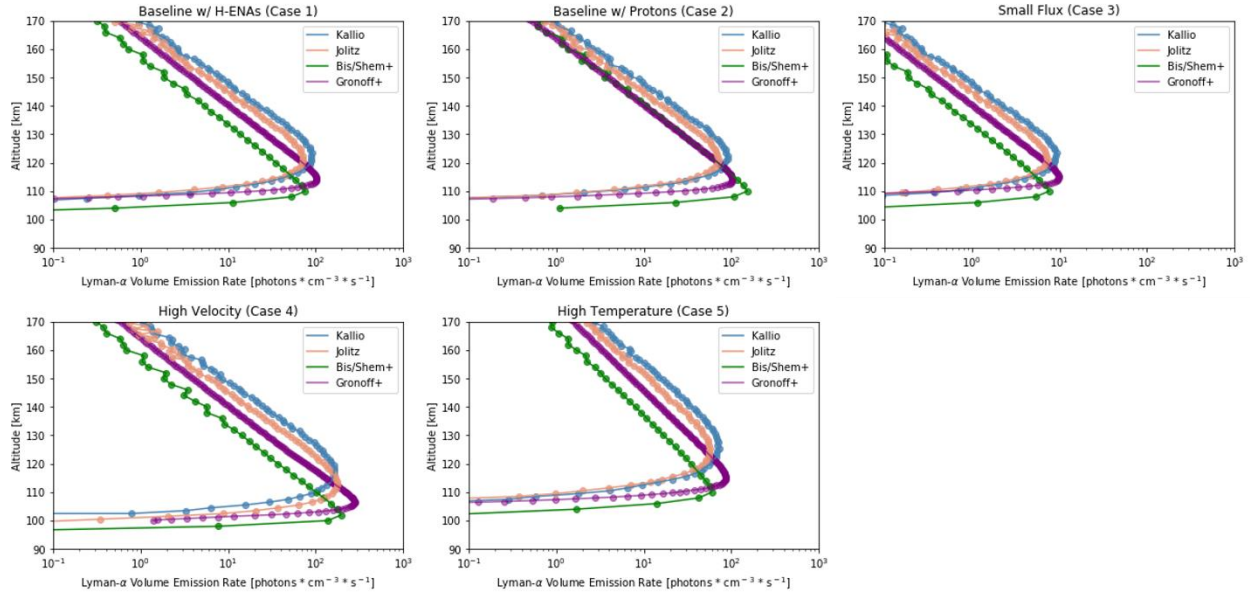 Baseline w/ H-ENAs (Case 1)
170
160
150
140
130
120
110
100
90
Altitude [km]
Kallio
Jolitz
Bis/Shem+
Gronoff+
10⁻¹ 10⁰ 10¹ 10² 10³
Lyman-α Volume Emission Rate [photons * cm⁻³ * s⁻¹]
Baseline w/ Protons (Case 2)
170
160
150
140
130
120
110
100
90
Altitude [km]
Kallio
Jolitz
Bis/Shem+
Gronoff+
10⁻¹ 10⁰ 10¹ 10² 10³
Lyman-α Volume Emission Rate [photons * cm⁻³ * s⁻¹]
Small Flux (Case 3)
170
160
150
140
130
120
110
100
90
Altitude [km]
Kallio
Jolitz
Bis/Shem+
Gronoff+
10⁻¹ 10⁰ 10¹ 10² 10³
Lyman-α Volume Emission Rate [photons * cm⁻³ * s⁻¹]
High Velocity (Case 4)
170
160
150
140
130
120
110
100
90
Altitude [km]
Kallio
Jolitz
Bis/Shem+
Gronoff+
10⁻¹ 10⁰ 10¹ 10² 10³
Lyman-α Volume Emission Rate [photons * cm⁻³ * s⁻¹]
High Temperature (Case 5)
170
160
150
140
130
120
110
100
90
Altitude [km]
Kallio
Jolitz
Bis/Shem+
Gronoff+
10⁻¹ 10⁰ 10¹ 10² 10³
Lyman-α Volume Emission Rate [photons * cm⁻³ * s⁻¹]